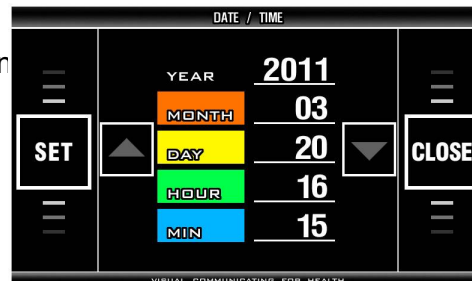 DATE / TIME
YEAR 2011
MONTH 03
DAY 20
HOUR 16
MIN 15
SET
CLOSE
VISUAL COMMUNICATING FOR HEALTH